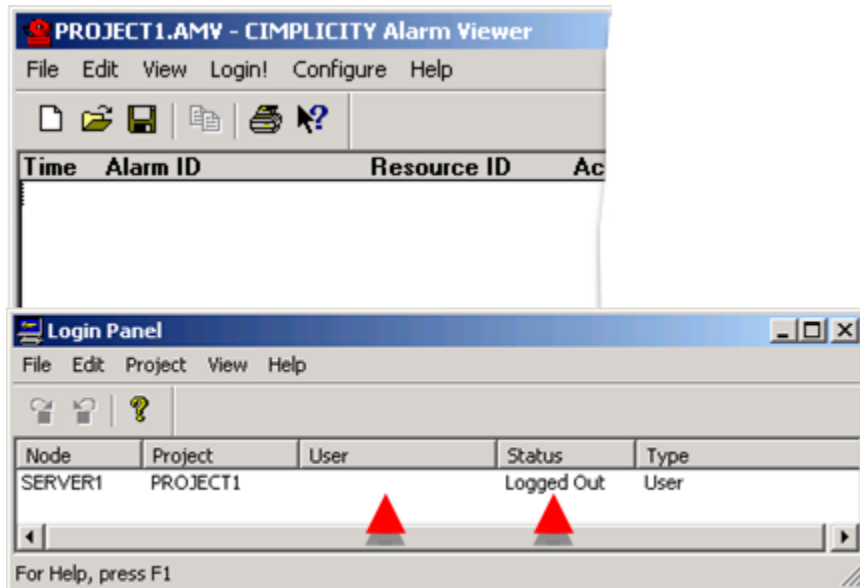 PROJECT1.AMV - CIMPLICITY Alarm Viewer
File Edit View Login! Configure Help
Time Alarm ID Resource ID Ac
Login Panel
File Edit Project View Help
Node Project User Status Type
SERVER1 PROJECT1 Logged Out User
For Help, press F1